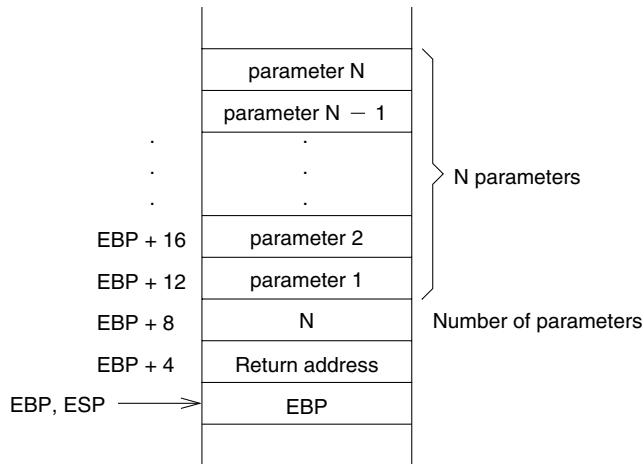 parameter N
parameter N − 1
. . .
. . .
N parameters
. .
EBP + 16 parameter 2
EBP + 12 parameter 1
EBP + 8 N Number of parameters
EBP + 4 Return address
EBP, ESP EBP